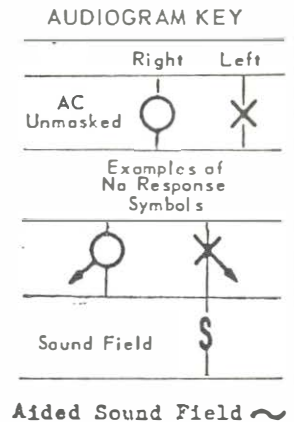 AUDIOGRAM KEY
Right Left
AC
Unmasked
Examples of
No Response
Symbols
Sound Field S
Aided Sound Field ~